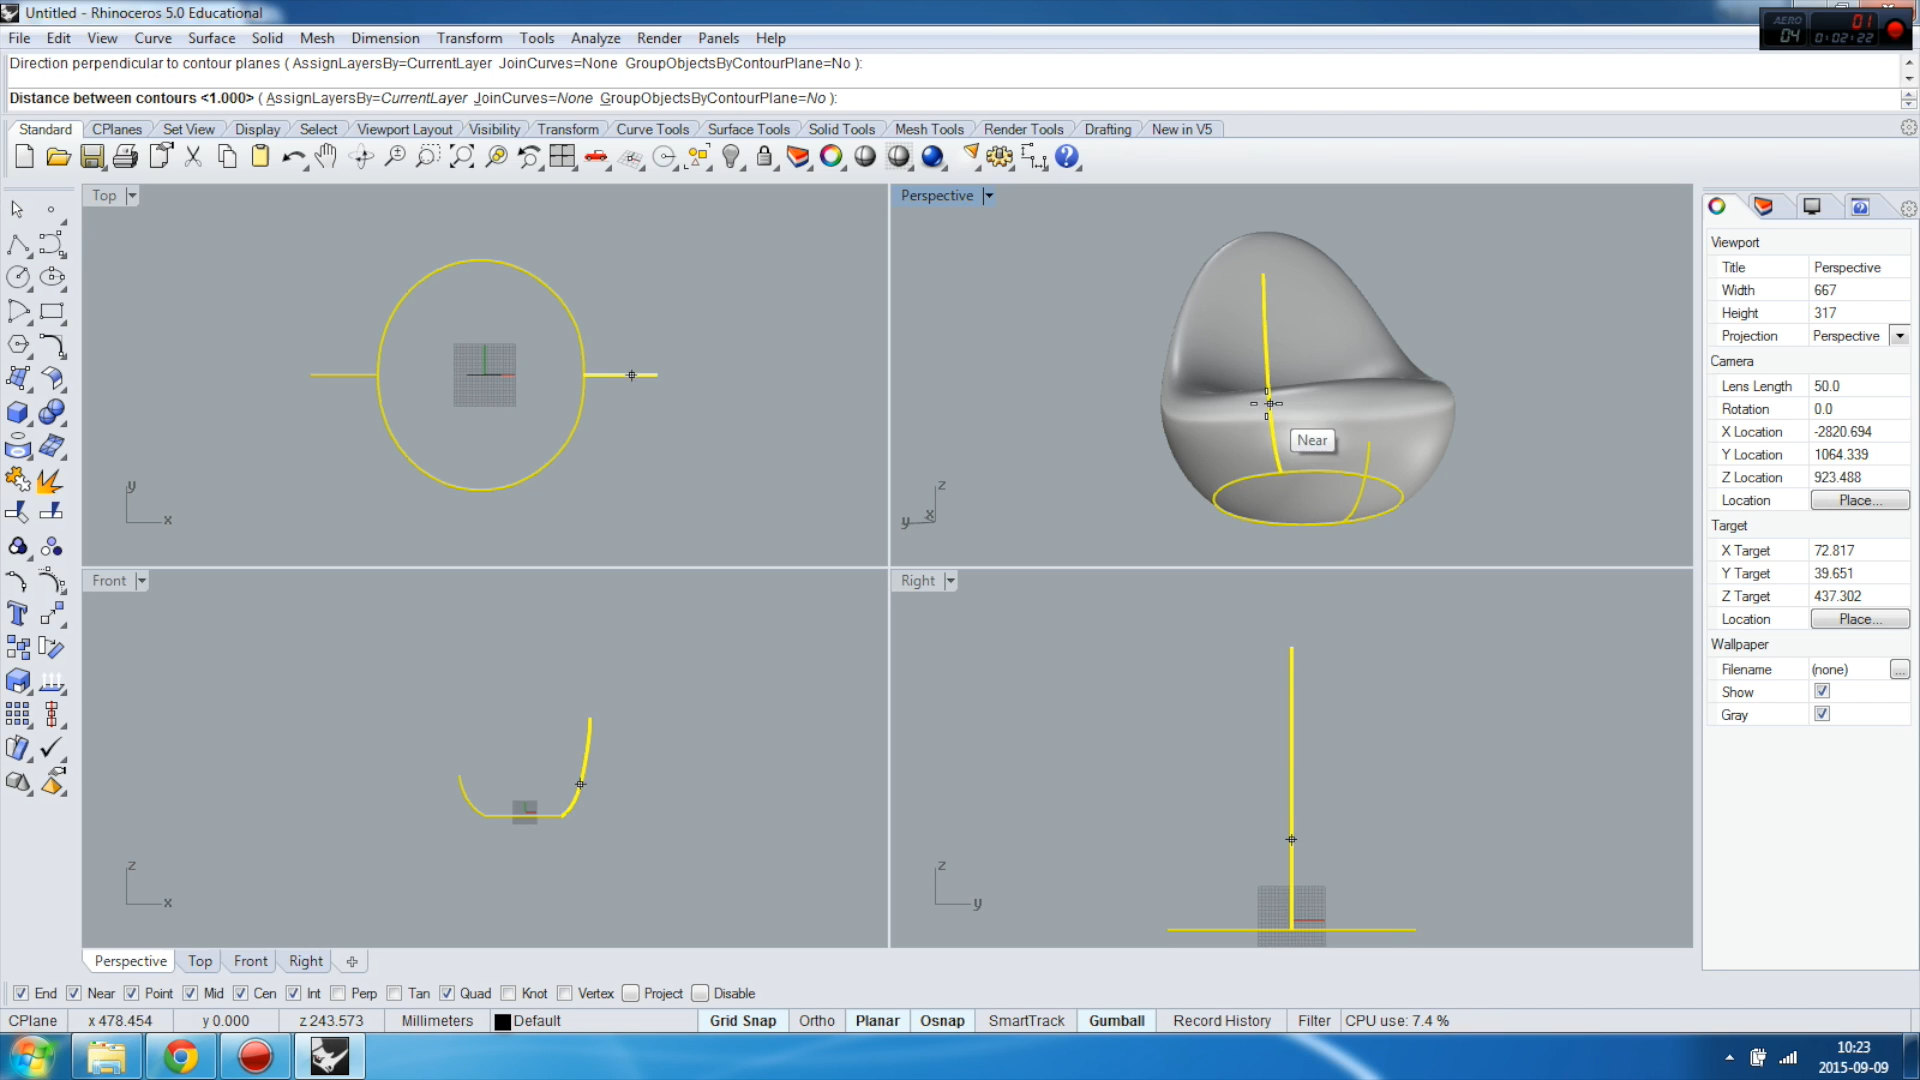 Untitled - Rhinoceros 5.0 Educational
AERO 04 01 0:02:22
File Edit View Curve Surface Solid Mesh Dimension Transform Tools Analyze Render Panels Help
Direction perpendicular to contour planes ( AssignLayersBy=CurrentLayer JoinCurves=None GroupObjectsByContourPlane=No ):
Distance between contours <1.000> ( AssignLayersBy=CurrentLayer JoinCurves=None GroupObjectsByContourPlane=No ):
Standard CPlanes Set View Display Select Viewport Layout Visibility Transform Curve Tools Surface Tools Solid Tools Mesh Tools Render Tools Drafting New in V5
Top
y
x
Perspective
Near
z
y x
Front
z
x
Right
z
y
Viewport
Title Perspective
Width 667
Height 317
Projection Perspective
Camera
Lens Length 50.0
Rotation 0.0
X Location -2820.694
Y Location 1064.339
Z Location 923.488
Location Place...
Target
X Target 72.817
Y Target 39.651
Z Target 437.302
Location Place...
Wallpaper
Filename (none) ...
Show
Gray
Perspective Top Front Right
End Near Point Mid Cen Int Perp Tan Quad Knot Vertex Project Disable
CPlane x 478.454 y 0.000 z 243.573 Millimeters Default Grid Snap Ortho Planar Osnap SmartTrack Gumball Record History Filter CPU use: 7.4 %
10:23
2015-09-09